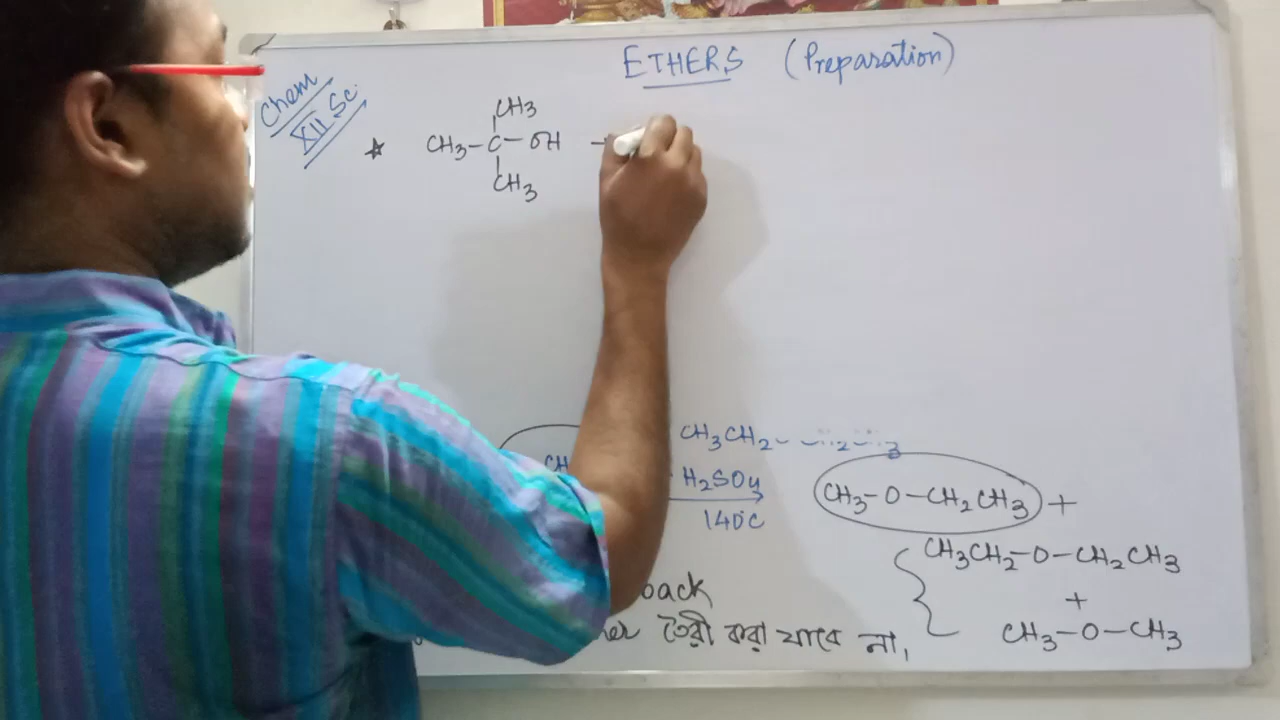 ETHERS (Preparation)
Chem
XII Sc.
CH3
CH3-C-OH
CH3
CH3CH2
H2SO4
140°C
CH3-O-CH2CH3 +
CH3CH2-O-CH2CH3
+
CH3-O-CH3
back
তৈরী করা যাবে না,